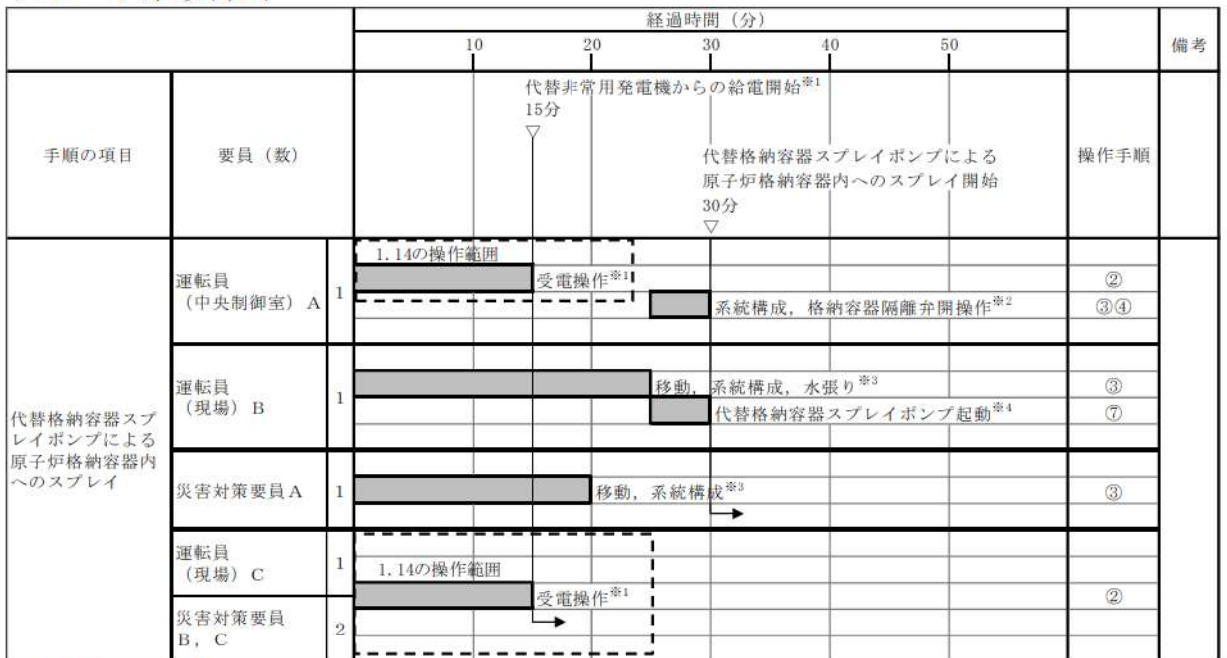 経過時間（分）
10 20 30 40 50
備考
手順の項目
要員（数）
操作手順
代替非常用発電機からの給電開始※1
15分
▽
代替格納容器スプレイポンプによる
原子炉格納容器内へのスプレイ開始
30分
▽
代替格納容器スプ
レイポンプによる
原子炉格納容器内
へのスプレイ
運転員
（中央制御室）A
1
1.14の操作範囲
受電操作※1
②
系統構成，格納容器隔離弁開操作※2
③④
運転員
（現場）B
1
移動，系統構成，水張り※3
③
代替格納容器スプレイポンプ起動※4
⑦
災害対策要員A
1
移動，系統構成※3
③
運転員
（現場）C
1
1.14の操作範囲
受電操作※1
②
災害対策要員
B，C
2